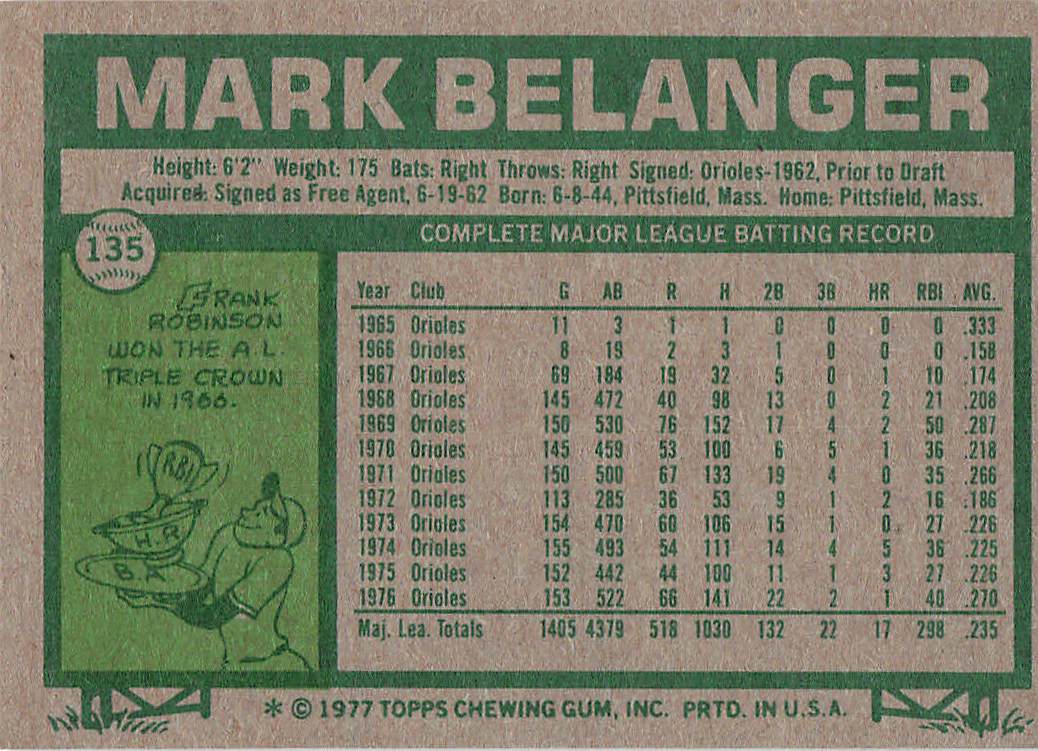 MARK BELANGER
Height: 6'2" Weight: 175 Bats: Right Throws: Right Signed: Orioles-1962, Prior to Draft
Acquired: Signed as Free Agent, 6-19-62 Born: 6-8-44, Pittsfield, Mass. Home: Pittsfield, Mass.
135
COMPLETE MAJOR LEAGUE BATTING RECORD
FRANK
ROBINSON
WON THE A.L.
TRIPLE CROWN
IN 1966.
RBI
H.R
B.A
Year Club G AB R H 2B 3B HR RBI AVG.
1965 Orioles 11 3 1 1 0 0 0 0 .333
1966 Orioles 8 19 2 3 1 0 0 0 .158
1967 Orioles 69 184 19 32 5 0 1 10 .174
1968 Orioles 145 472 40 98 13 0 2 21 .208
1969 Orioles 150 530 76 152 17 4 2 50 .287
1970 Orioles 145 459 53 100 6 5 1 36 .218
1971 Orioles 150 500 67 133 19 4 0 35 .266
1972 Orioles 113 285 36 53 9 1 2 16 .186
1973 Orioles 154 470 60 106 15 1 0 27 .226
1974 Orioles 155 493 54 111 14 4 5 36 .225
1975 Orioles 152 442 44 100 11 1 3 27 .226
1976 Orioles 153 522 66 141 22 2 1 40 .270
Maj. Lea. Totals 1405 4379 518 1030 132 22 17 298 .235
* © 1977 TOPPS CHEWING GUM, INC. PRTD. IN U.S.A.